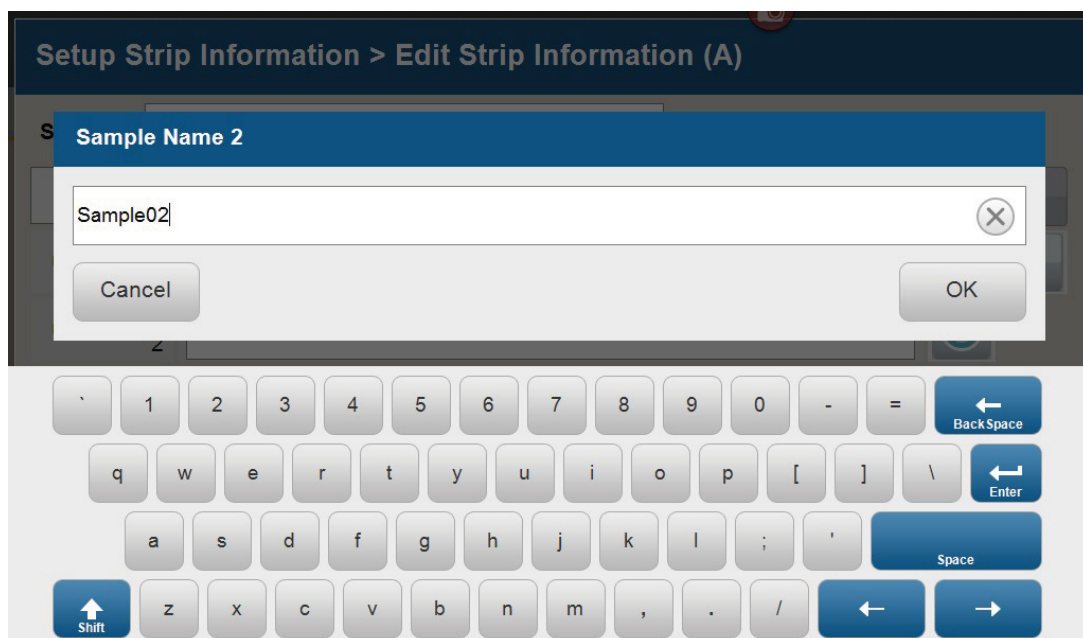 Setup Strip Information > Edit Strip Information (A)
S
Sample Name 2
Sample02
Cancel
OK
2
` 1 2 3 4 5 6 7 8 9 0 - =
BackSpace
q w e r t y u i o p [ ] \
Enter
a s d f g h j k l ; '
Space
Shift
z x c v b n m , . /